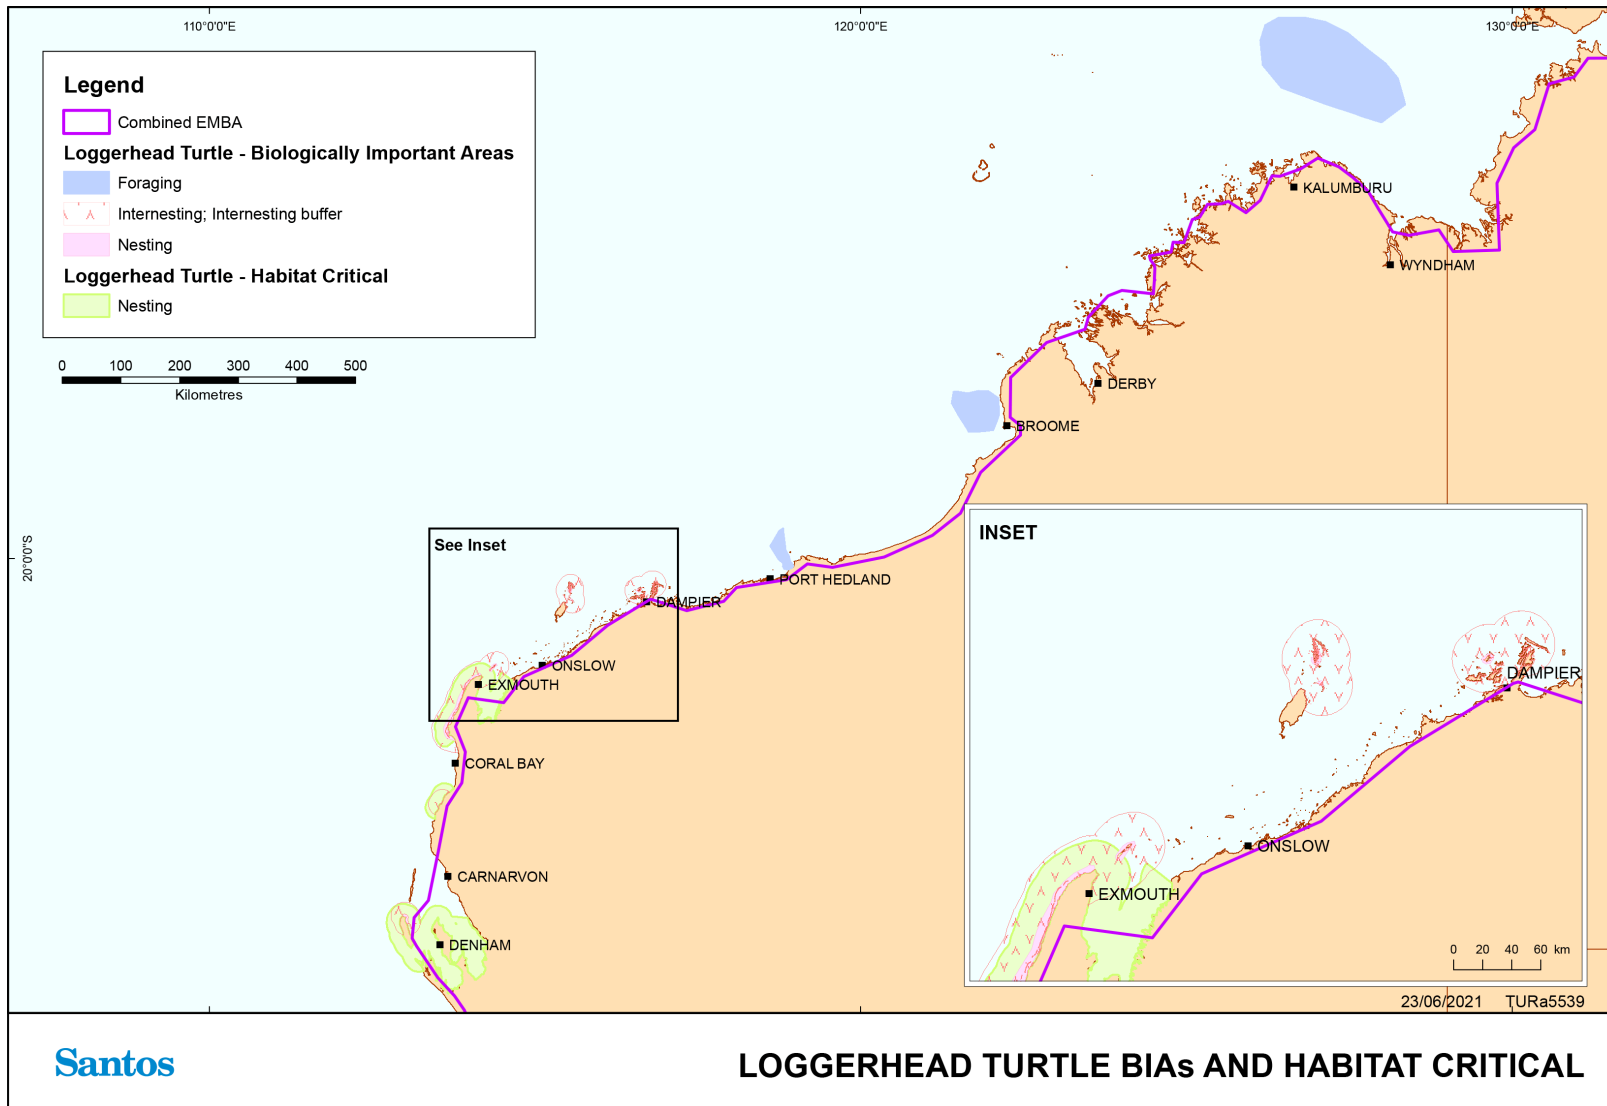 110°0'0"E
120°0'0"E
130°0'0"E
Legend
Combined EMBA
Loggerhead Turtle - Biologically Important Areas
Foraging
Internesting; Internesting buffer
Nesting
Loggerhead Turtle - Habitat Critical
Nesting
0 100 200 300 400 500
Kilometres
KALUMBURU
WYNDHAM
DERBY
BROOME
20°0'0"S
See Inset
PORT HEDLAND
DAMPIER
ONSLOW
EXMOUTH
CORAL BAY
CARNARVON
DENHAM
INSET
DAMPIER
ONSLOW
EXMOUTH
0 20 40 60 km
23/06/2021 TURa5539
Santos
LOGGERHEAD TURTLE BIAs AND HABITAT CRITICAL